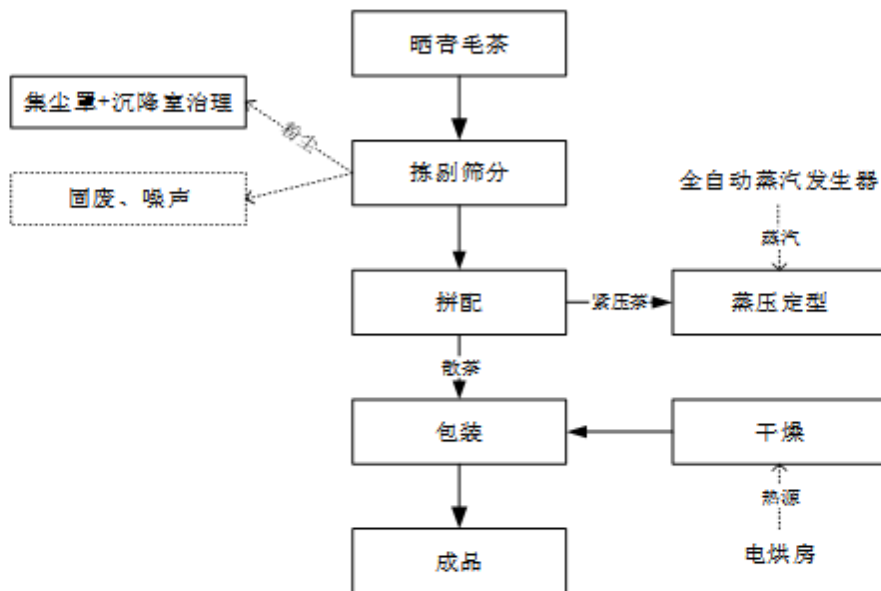 晒青毛茶
集尘罩+沉降室治理
粉尘
拣剔筛分
固废、噪声
全自动蒸汽发生器
蒸汽
拼配
紧压茶
蒸压定型
散茶
包装
干燥
热源
成品
电烘房